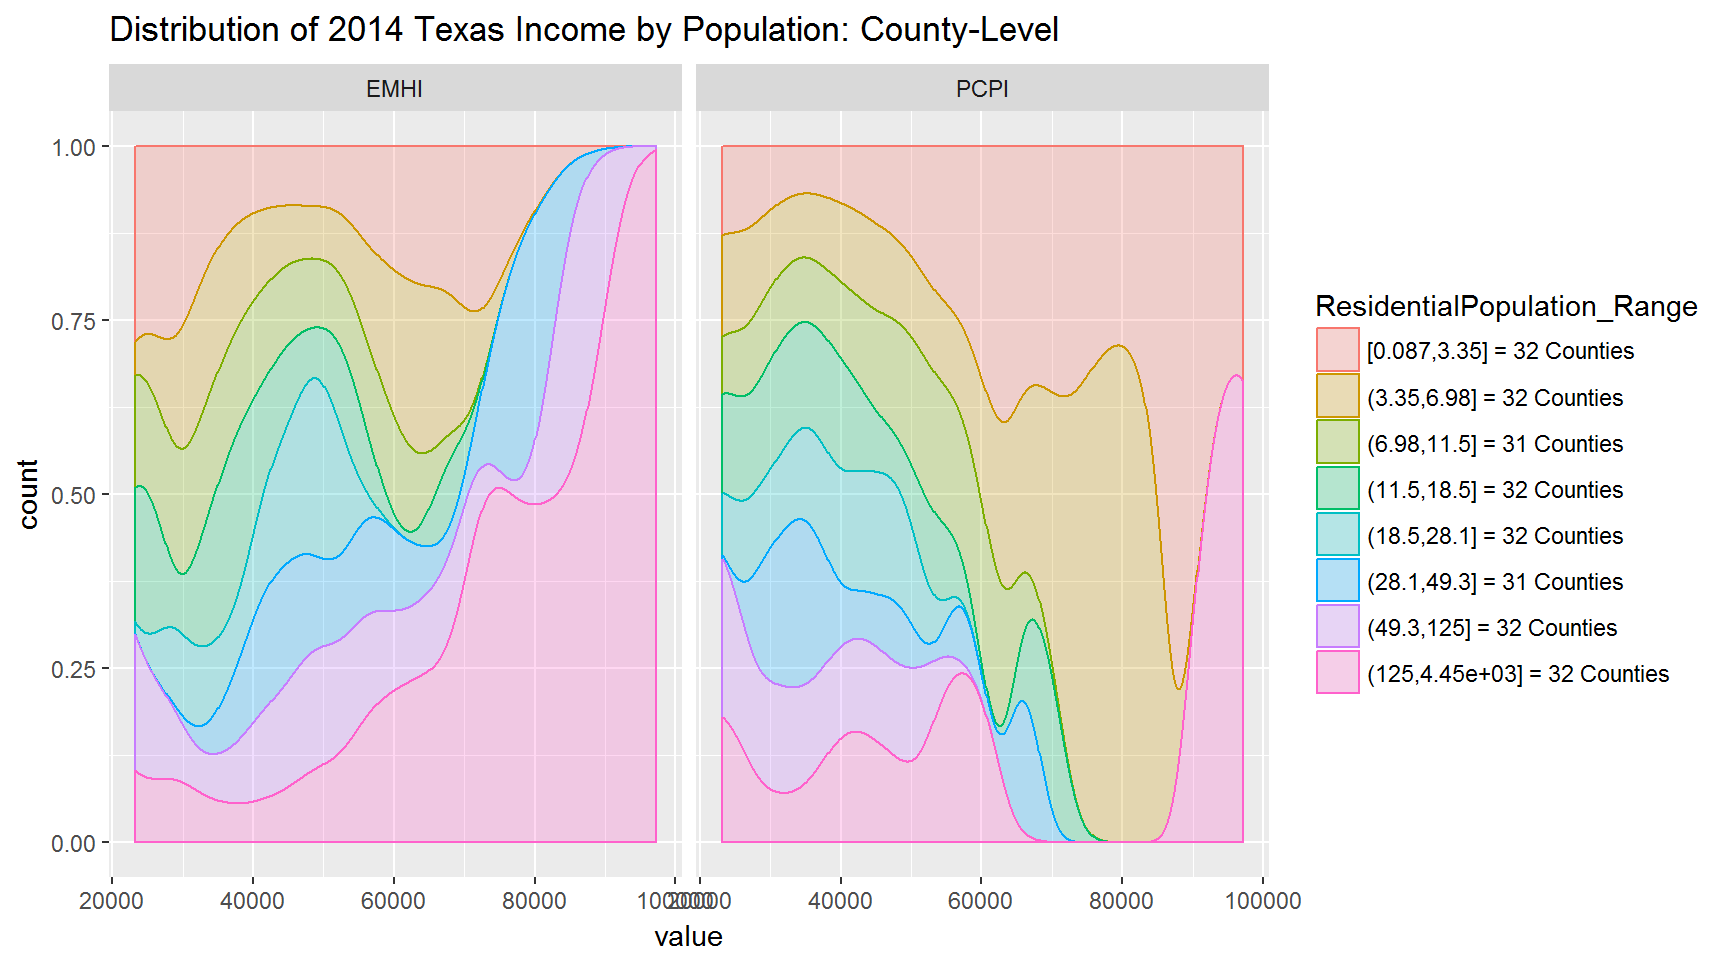 Distribution of 2014 Texas Income by Population: County-Level
EMHI
PCPI
count
1.00
0.75
0.50
0.25
0.00
20000
40000
60000
80000
100000
20000
40000
60000
80000
100000
value
ResidentialPopulation_Range
[0.087,3.35] = 32 Counties
(3.35,6.98] = 32 Counties
(6.98,11.5] = 31 Counties
(11.5,18.5] = 32 Counties
(18.5,28.1] = 32 Counties
(28.1,49.3] = 31 Counties
(49.3,125] = 32 Counties
(125,4.45e+03] = 32 Counties